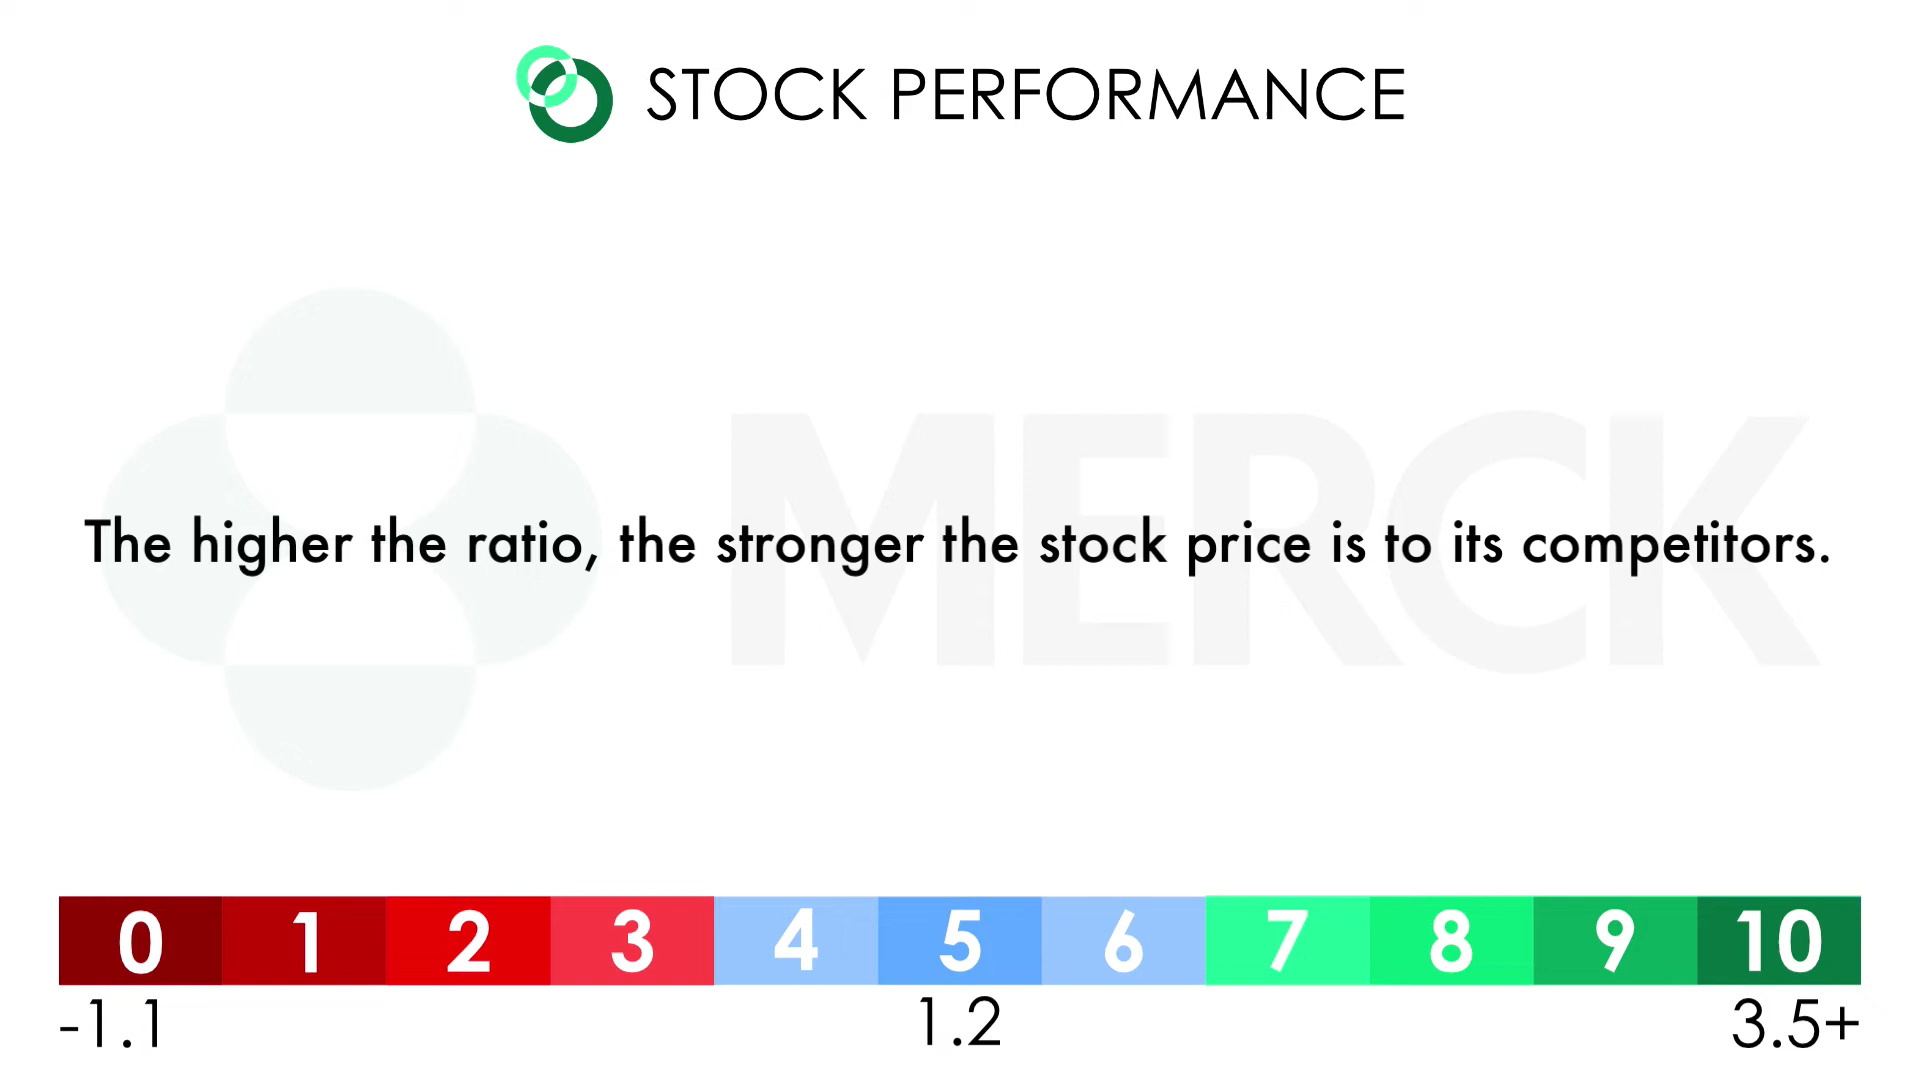 STOCK PERFORMANCE
MERCK
The higher the ratio, the stronger the stock price is to its competitors.
0 1 2 3 4 5 6 7 8 9 10
-1.1 1.2 3.5+